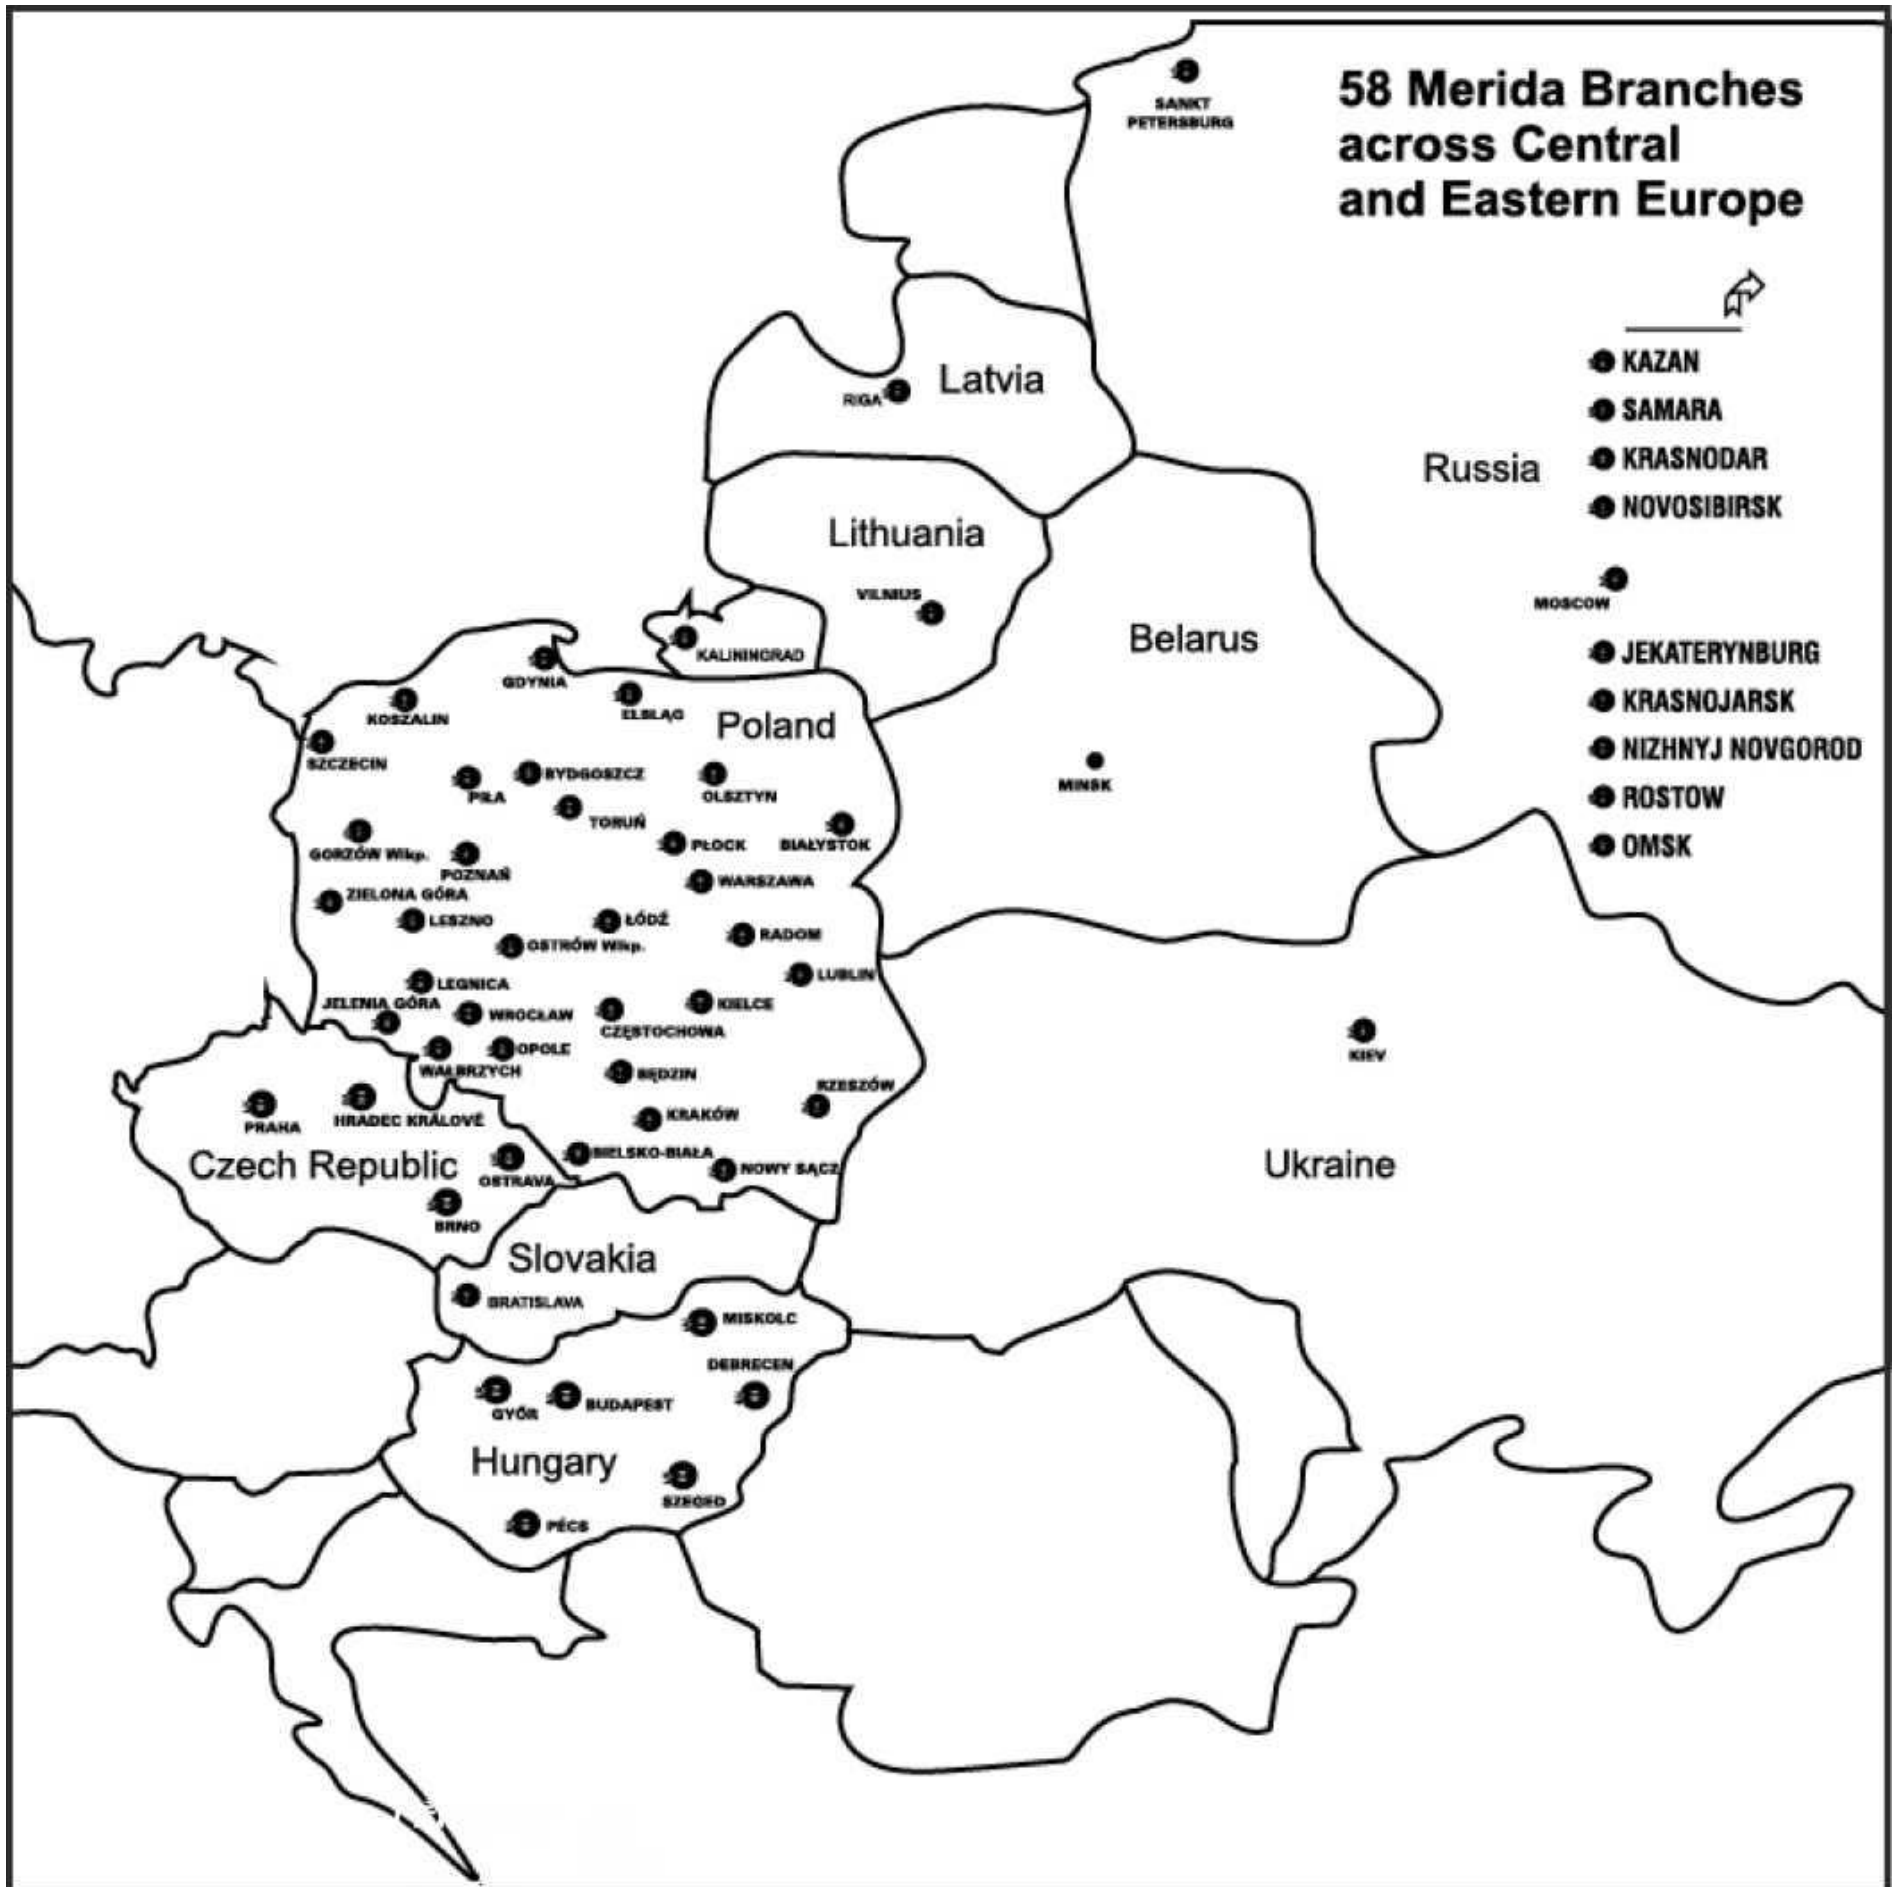 SANKT
PETERSBURG
58 Merida Branches
across Central
and Eastern Europe
KAZAN
SAMARA
KRASNODAR
NOVOSIBIRSK
Russia
MOSCOW
JEKATERYNBURG
KRASNOJARSK
NIZHNYJ NOVGOROD
ROSTOW
OMSK
Latvia
RIGA
Lithuania
VILNIUS
Belarus
MINSK
KALININGRAD
GDYNIA
KOSZALIN
ELBLĄG
Poland
SZCZECIN
PIŁA
BYDGOSZCZ
OLSZTYN
TORUŃ
GORZÓW Wlkp.
POZNAŃ
PŁOCK
BIAŁYSTOK
WARSZAWA
ZIELONA GÓRA
LESZNO
ŁÓDŹ
OSTRÓW Wlkp.
RADOM
LUBLIN
LEGNICA
JELENIA GÓRA
WROCŁAW
CZĘSTOCHOWA
KIELCE
WAŁBRZYCH
OPOLE
BĘDZIN
RZESZÓW
KRAKÓW
BIELSKO-BIAŁA
NOWY SĄCZ
KIEV
Ukraine
PRAHA
HRADEC KRÁLOVÉ
Czech Republic
OSTRAVA
BRNO
Slovakia
BRATISLAVA
MISKOLC
DEBRECEN
GYŐR
BUDAPEST
Hungary
SZEGED
PÉCS